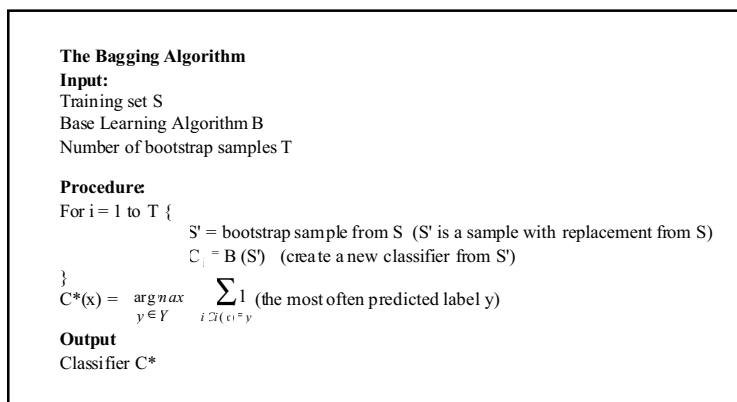 The Bagging Algorithm
Input:
Training set S
Base Learning Algorithm B
Number of bootstrap samples T
Procedure:
For i = 1 to T {
S' = bootstrap sample from S (S' is a sample with replacement from S)
C i = B (S') (create a new classifier from S')
}
C*(x) = arg max y ∈ Y ∑ i: Ci(x) = y 1 (the most often predicted label y)
Output
Classifier C*